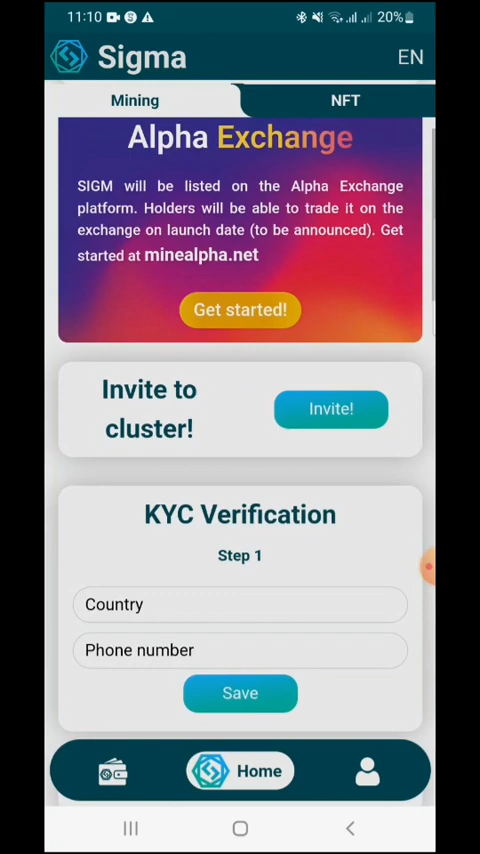 11:10
20%
Sigma
EN
Mining
NFT
Alpha Exchange
SIGM will be listed on the Alpha Exchange
platform. Holders will be able to trade it on the
exchange on launch date (to be announced). Get
started at minealpha.net
Get started!
Invite to
cluster!
Invite!
KYC Verification
Step 1
Country
Phone number
Save
Home